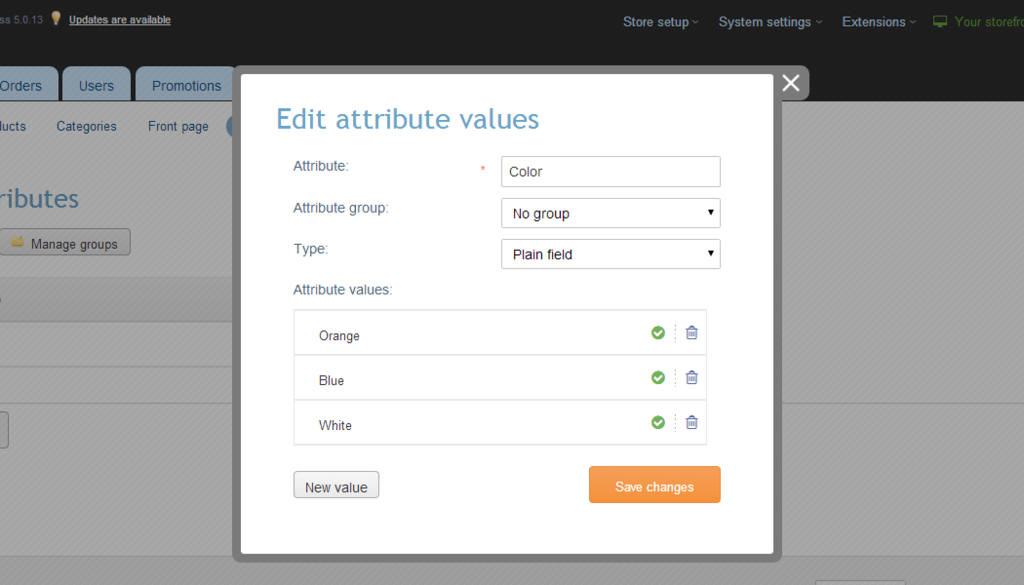 ss 5.0.13 Updates are available
Store setup System settings Extensions Your storefro
Orders Users Promotions
ucts Categories Front page
Edit attribute values
Attribute: * Color
ributes
Attribute group: No group
Manage groups
Type: Plain field
Attribute values:
Orange
Blue
White
New value Save changes